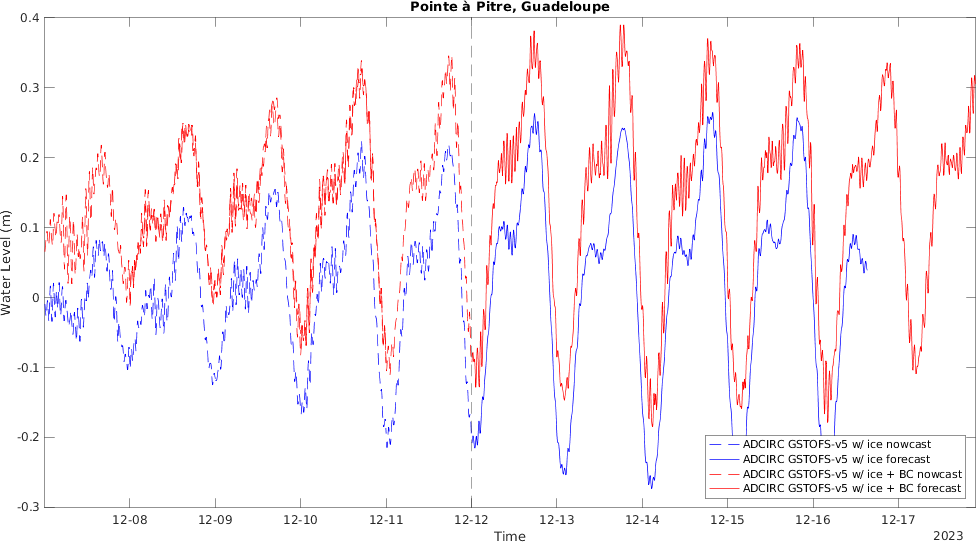 Pointe à Pitre, Guadeloupe
0.4
0.3
0.2
0.1
0
-0.1
-0.2
-0.3
Water Level (m)
12-08 12-09 12-10 12-11 12-12 12-13 12-14 12-15 12-16 12-17
Time
2023
ADCIRC GSTOFS-v5 w/ ice nowcast
ADCIRC GSTOFS-v5 w/ ice forecast
ADCIRC GSTOFS-v5 w/ ice + BC nowcast
ADCIRC GSTOFS-v5 w/ ice + BC forecast